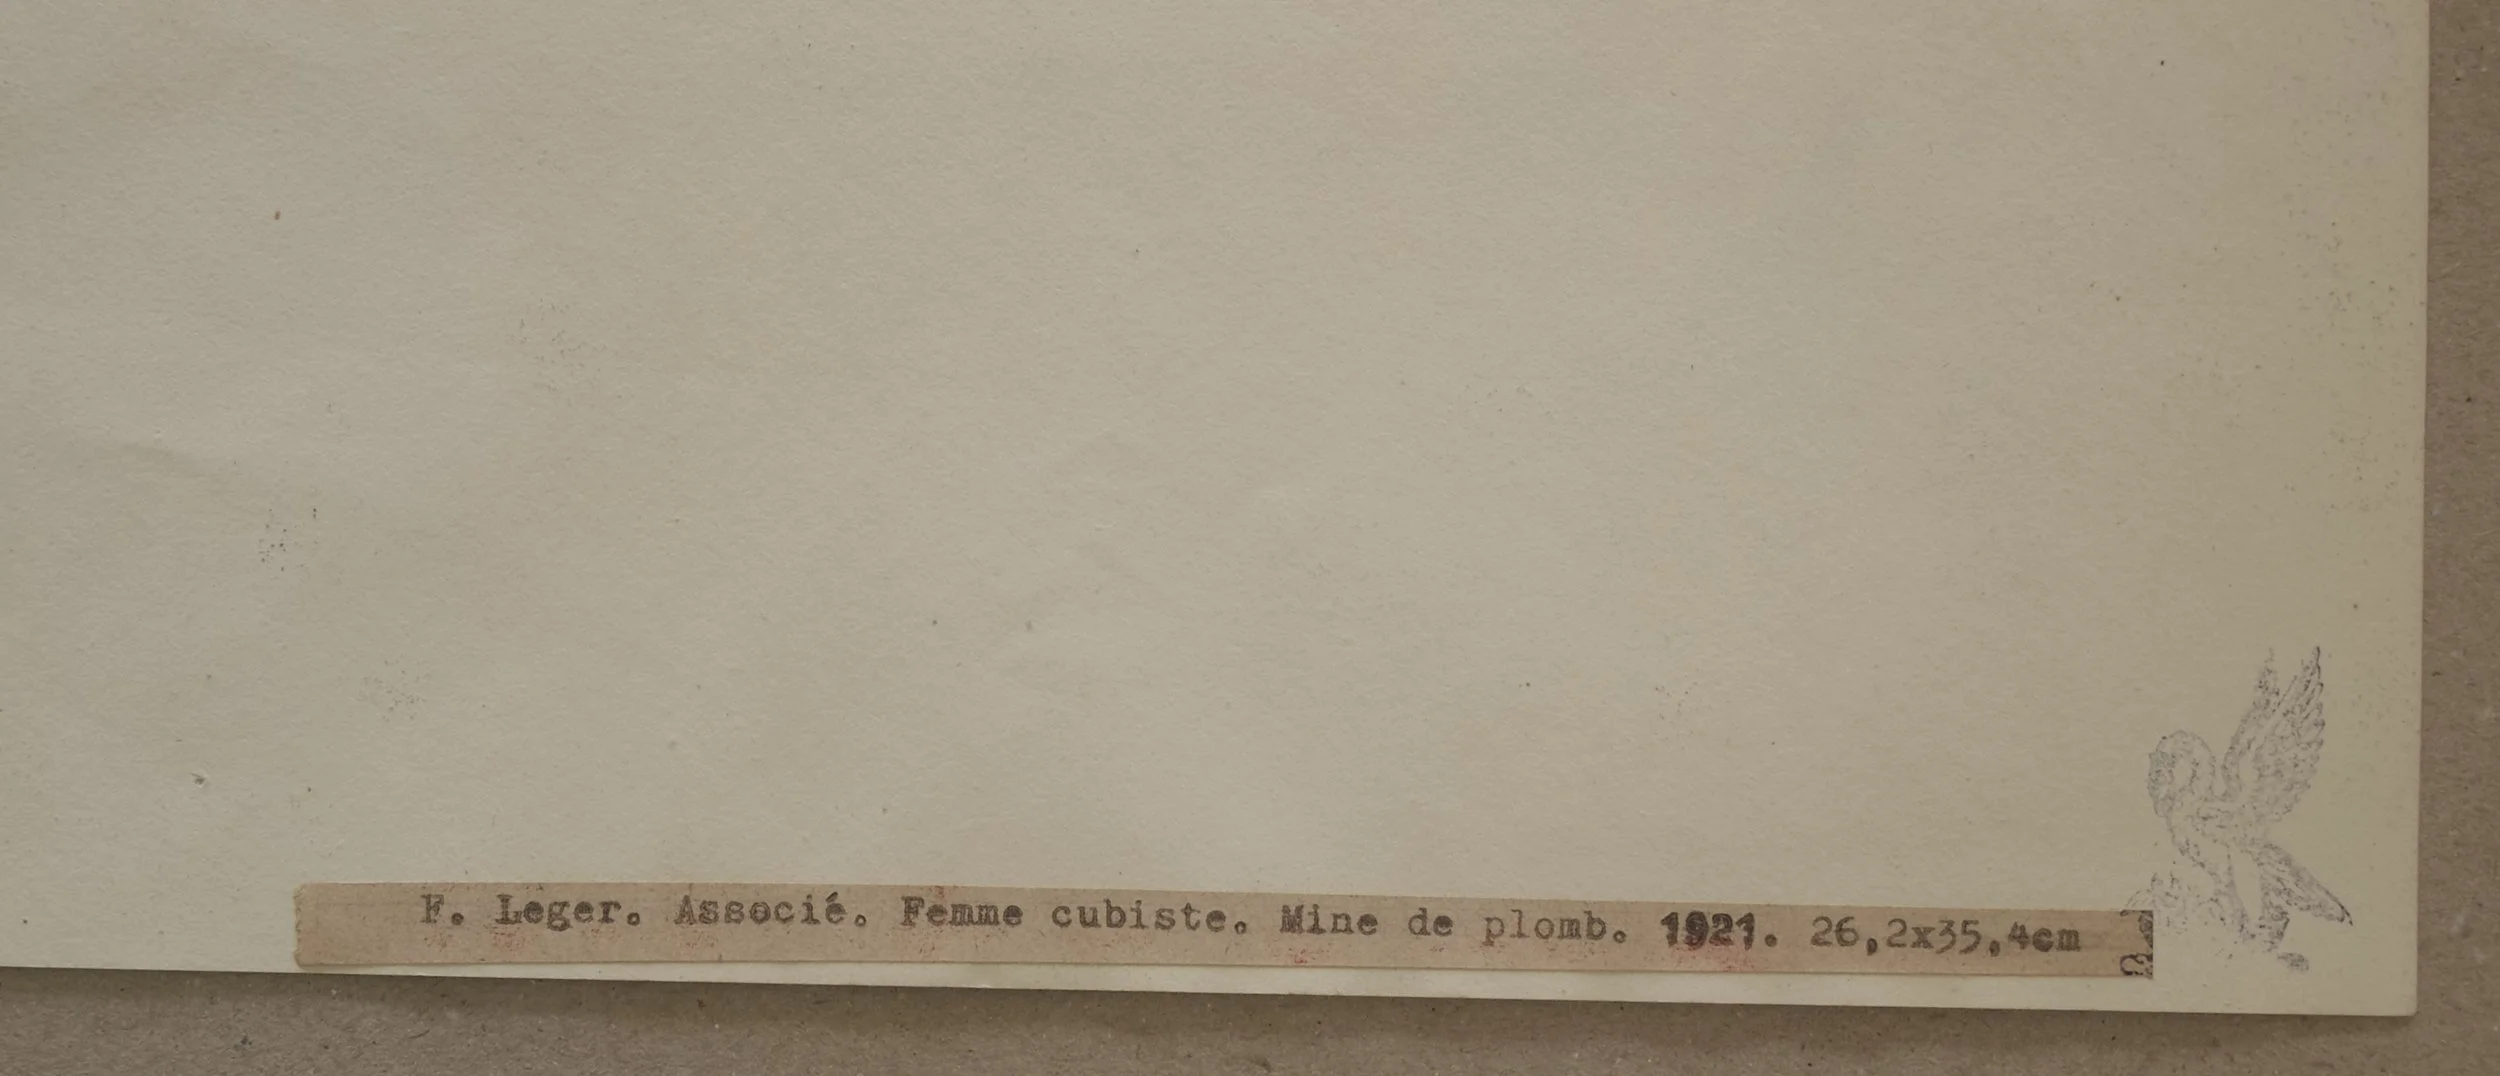 F. Leger. Associé. Femme cubiste. Mine de plomb. 1921. 26,2x35,4cm